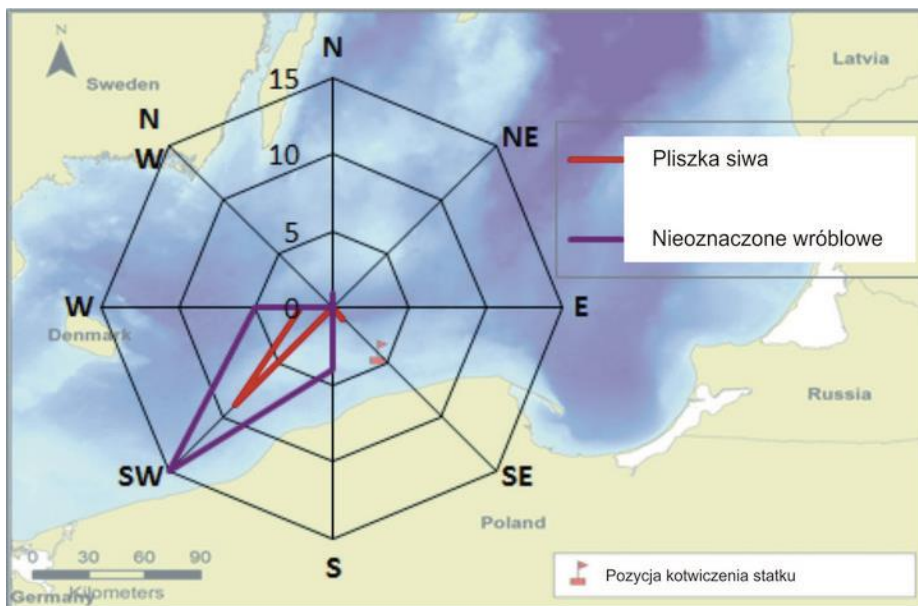 N
Sweden
N
15
Latvia
N
W
10
NE
Pliszka siwa
5
Nieoznaczone wróblowe
W
0
E
Denmark
Russia
SW
SE
Poland
S
0 30 60 90
Kilometers
Germany
Pozycja kotwiczenia statku